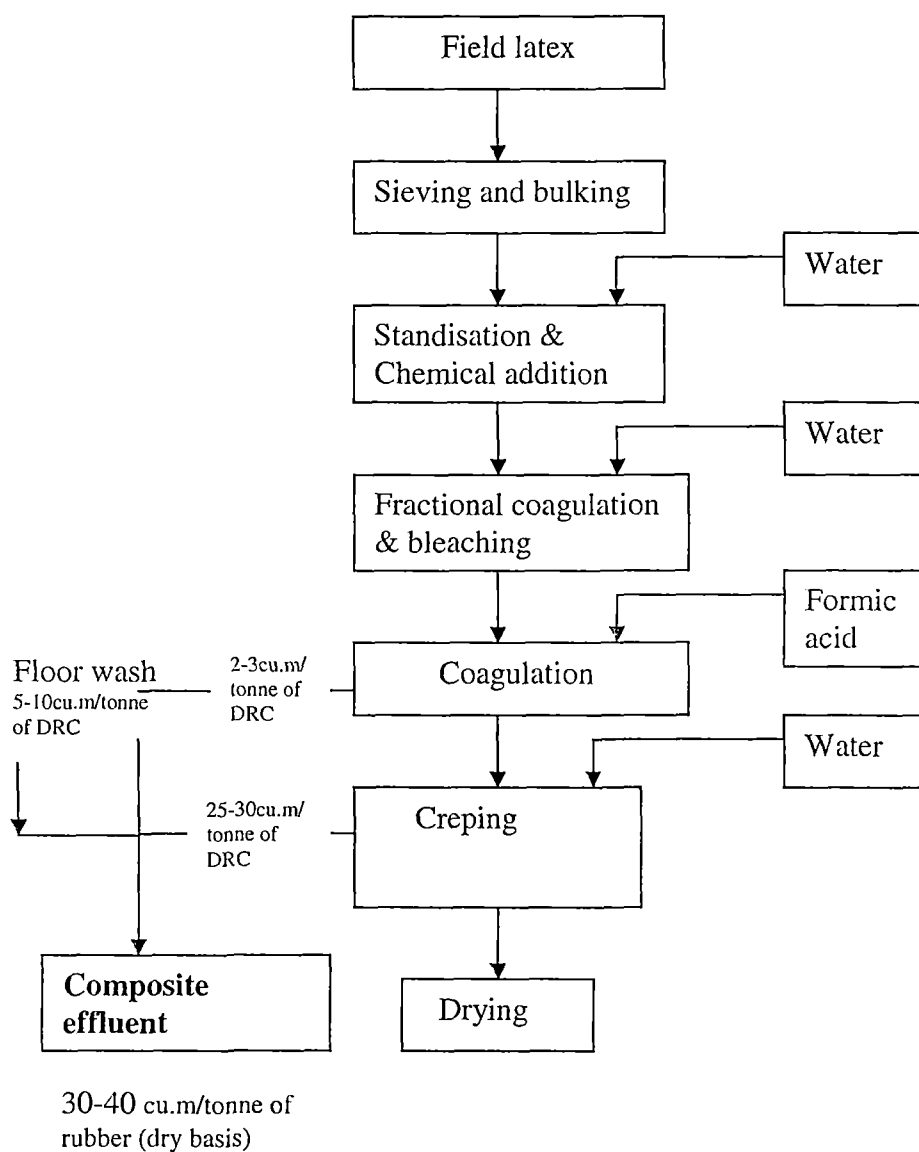 Field latex
Sieving and bulking
Water
Standisation &
Chemical addition
Water
Fractional coagulation
& bleaching
Formic
acid
Coagulation
2-3cu.m/
tonne of
DRC
Floor wash
5-10cu.m/tonne
of DRC
Water
Creping
25-30cu.m/
tonne of
DRC
Composite
effluent
Drying
30-40 cu.m/tonne of
rubber (dry basis)